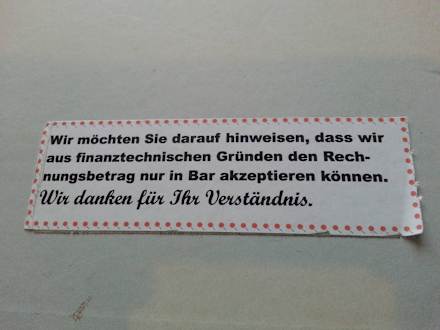 Wir möchten Sie darauf hinweisen, dass wir
aus finanztechnischen Gründen den Rech-
nungsbetrag nur in Bar akzeptieren können.
Wir danken für Ihr Verständnis.